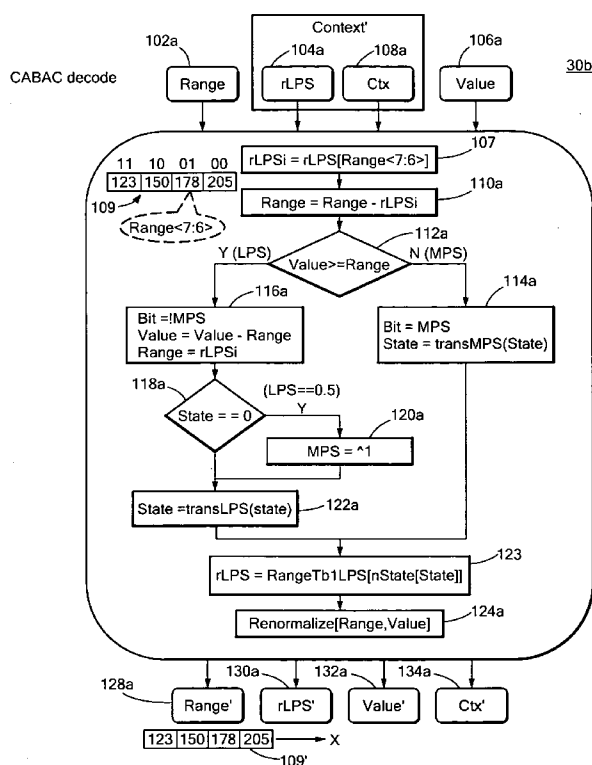 Context'
102a
104a
108a
106a
CABAC decode
30b
Range
rLPS
Ctx
Value
107
11 10 01 00
123 150 178 205
109
Range<7:6>
rLPSi = rLPS[Range<7:6>]
110a
Range = Range - rLPSi
112a
Y (LPS)
N (MPS)
Value>=Range
116a
114a
Bit =!MPS
Value = Value - Range
Range = rLPSi
Bit = MPS
State = transMPS(State)
118a
(LPS==0.5)
Y
120a
State = = 0
MPS = ^1
State =transLPS(state)
122a
123
rLPS = RangeTb1LPS[nState[State]]
124a
Renormalize[Range,Value]
128a
130a
132a
134a
Range'
rLPS'
Value'
Ctx'
123 150 178 205
X
109'